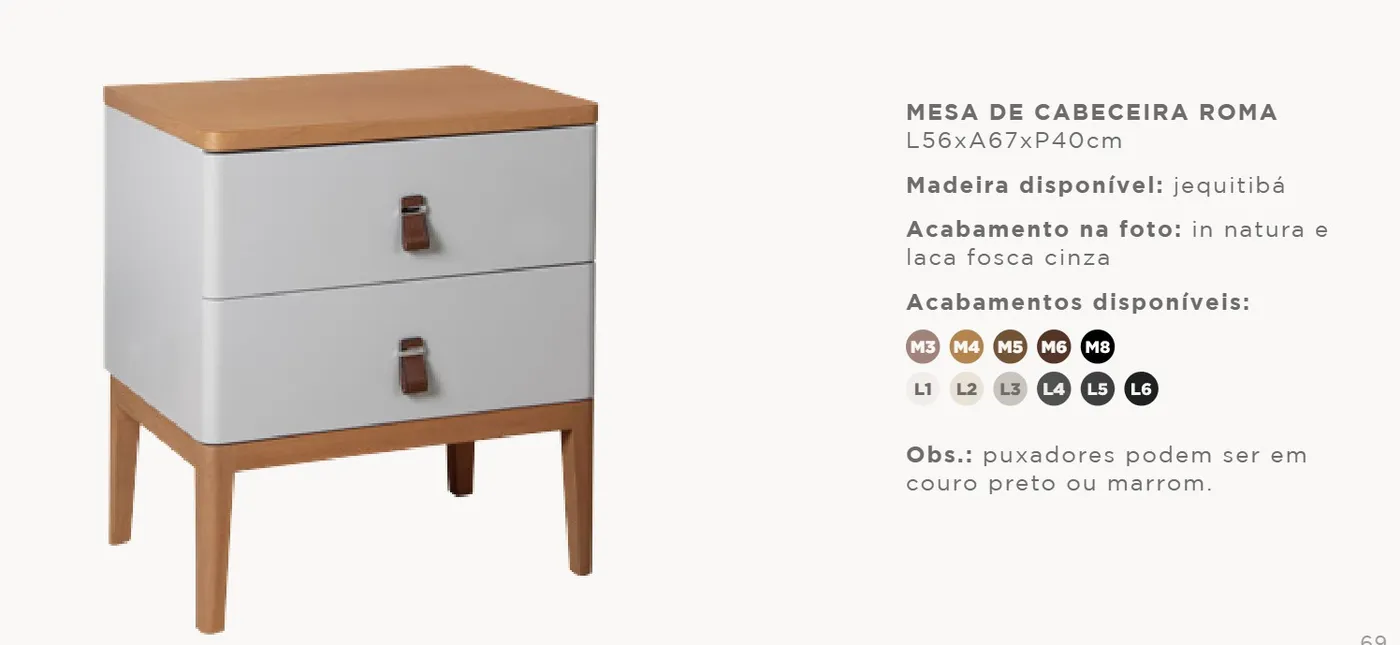 MESA DE CABECEIRA ROMA
L56xA67xP40cm
Madeira disponível: jequitibá
Acabamento na foto: in natura e
laca fosca cinza
Acabamentos disponíveis:
M3 M4 M5 M6 M8
L1 L2 L3 L4 L5 L6
Obs.: puxadores podem ser em
couro preto ou marrom.
69